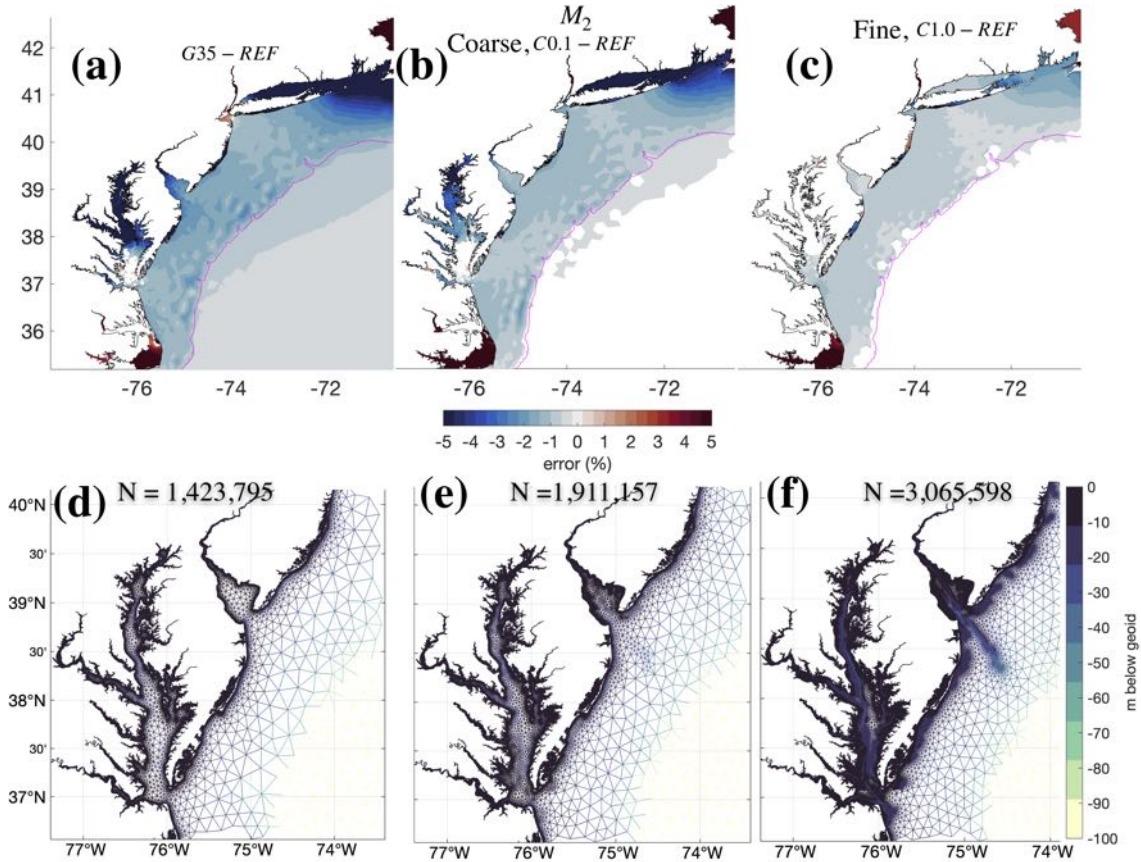 M2
(a) G35 – REF
(b) Coarse, C0.1 – REF
(c) Fine, C1.0 – REF
42
41
40
39
38
37
36
-76 -74 -72
-76 -74 -72
-76 -74 -72
-5 -4 -3 -2 -1 0 1 2 3 4 5
error (%)
(d) N = 1,423,795
(e) N =1,911,157
(f) N =3,065,598
40°N
30'
39°N
30'
38°N
30'
37°N
77°W 76°W 75°W 74°W
77°W 76°W 75°W 74°W
77°W 76°W 75°W 74°W
0
-10
-20
-30
-40
-50
-60
-70
-80
-90
-100
m below geoid